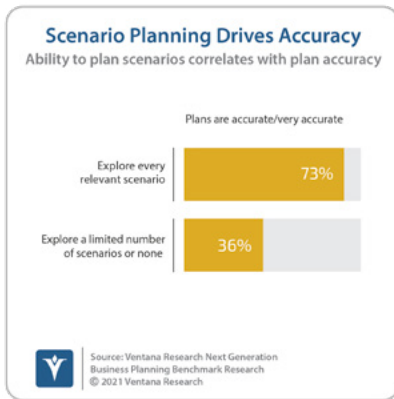 Scenario Planning Drives Accuracy
Ability to plan scenarios correlates with plan accuracy
Plans are accurate/very accurate
Explore every
relevant scenario
73%
Explore a limited number
of scenarios or none
36%
Source: Ventana Research Next Generation
Business Planning Benchmark Research
© 2021 Ventana Research